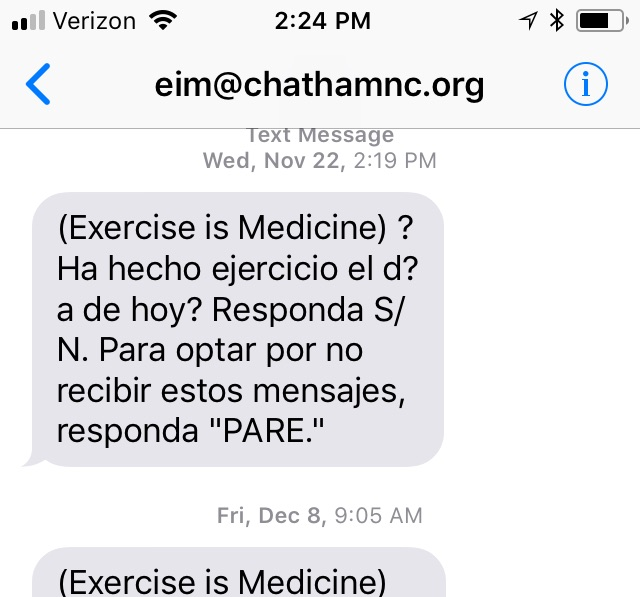 Verizon 2:24 PM
eim@chathamnc.org
Text Message
Wed, Nov 22, 2:19 PM
(Exercise is Medicine) ?
Ha hecho ejercicio el d?
a de hoy? Responda S/
N. Para optar por no
recibir estos mensajes,
responda "PARE."
Fri, Dec 8, 9:05 AM
(Exercise is Medicine)